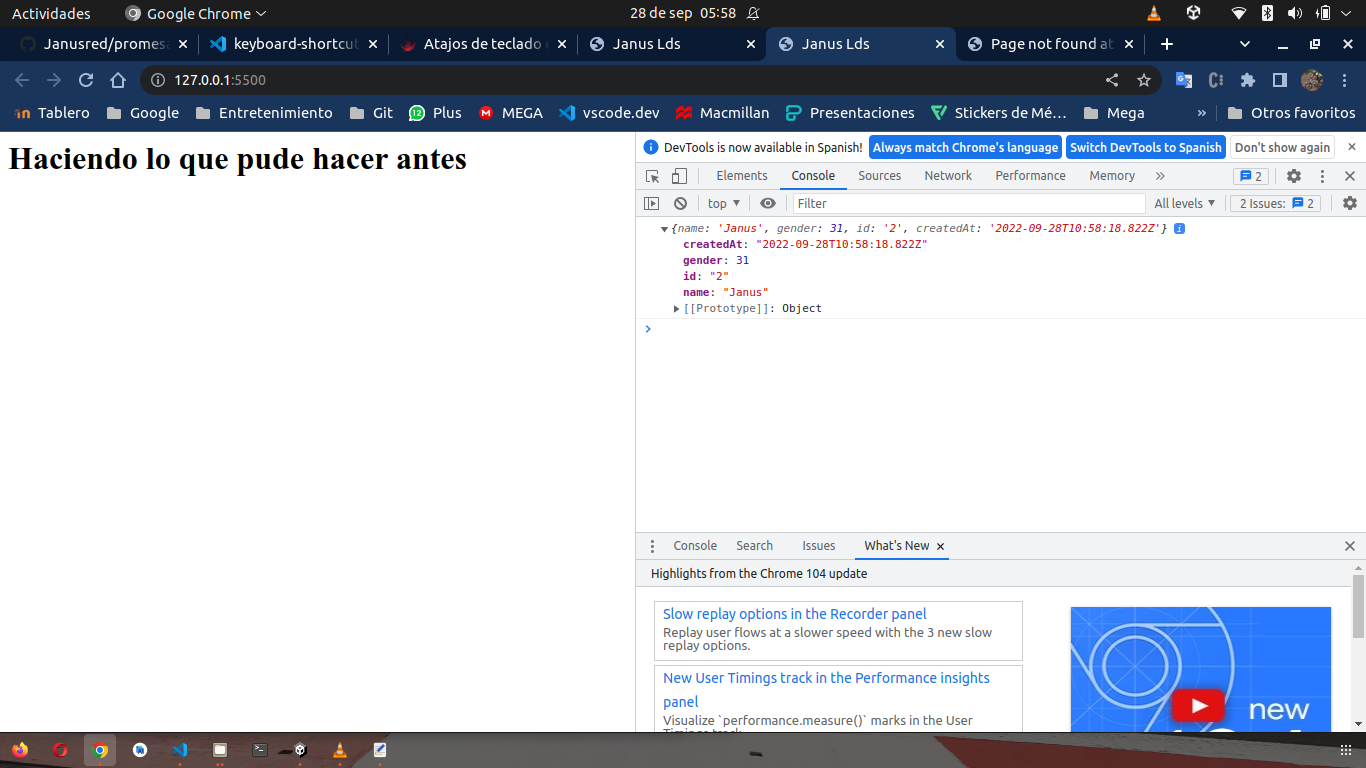 Actividades
Google Chrome
28 de sep 05:58
Janusred/promesa
keyboard-shortcut
Atajos de teclado
Janus Lds
Janus Lds
Page not found at
127.0.0.1:5500
Tablero
Google
Entretenimiento
Git
12
Plus
MEGA
vscode.dev
Macmillan
Presentaciones
Stickers de Mé…
Mega
»
Otros favoritos
Haciendo lo que pude hacer antes
DevTools is now available in Spanish!
Always match Chrome's language
Switch DevTools to Spanish
Don't show again
Elements
Console
Sources
Network
Performance
Memory
»
2
top
Filter
All levels
2 Issues: 2
{name: 'Janus', gender: 31, id: '2', createdAt: '2022-09-28T10:58:18.822Z'}
createdAt: "2022-09-28T10:58:18.822Z"
gender: 31
id: "2"
name: "Janus"
[[Prototype]]: Object
Console
Search
Issues
What's New
Highlights from the Chrome 104 update
Slow replay options in the Recorder panel
Replay user flows at a slower speed with the 3 new slow
replay options.
New User Timings track in the Performance insights
panel
Visualize `performance.measure()` marks in the User
Timings track
new